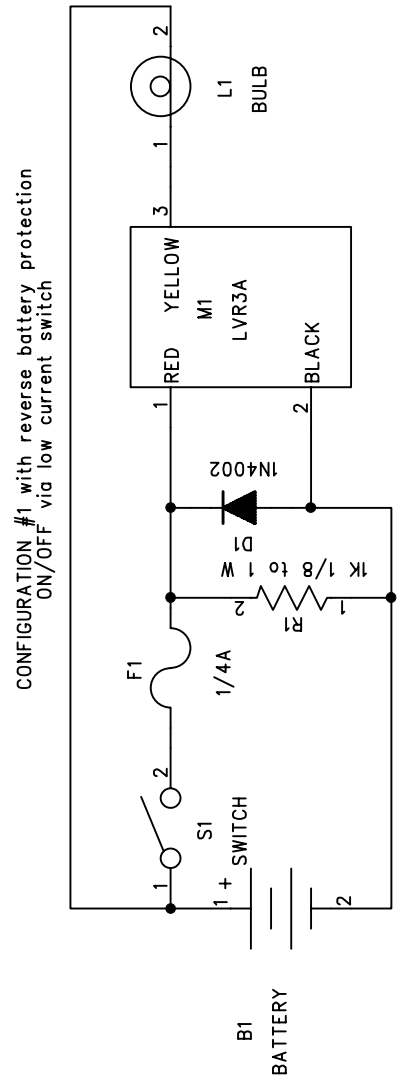 CONFIGURATION #1 with reverse battery protection
ON/OFF via low current switch
B1
BATTERY
1 +
2
1
2
S1
SWITCH
F1
1/4A
2
1
R1
1K 1/8 to 1 W
D1
1N4002
1
2
RED
YELLOW
BLACK
M1
LVR3A
3
1
2
L1
BULB